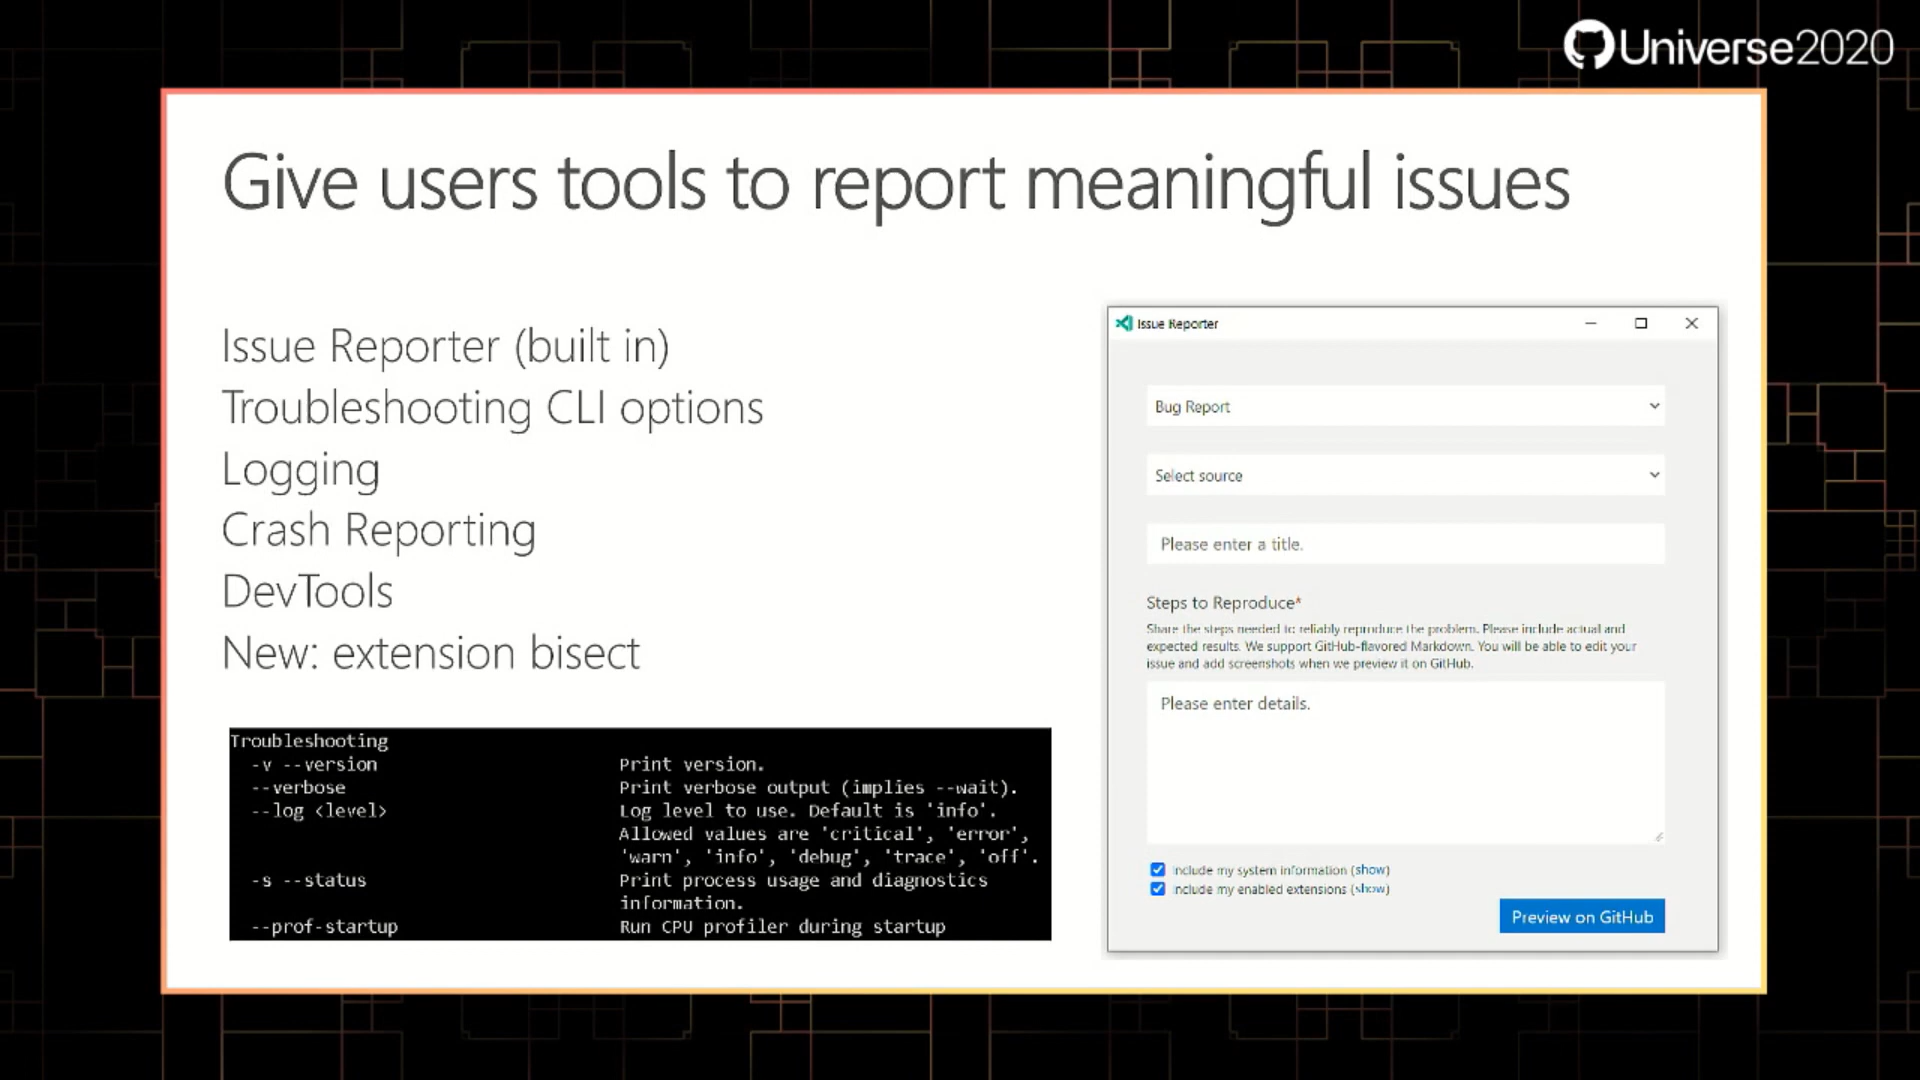 Universe2020
Give users tools to report meaningful issues
Issue Reporter (built in)
Troubleshooting CLI options
Logging
Crash Reporting
DevTools
New: extension bisect
Troubleshooting
-v --version Print version.
--verbose Print verbose output (implies --wait).
--log <level> Log level to use. Default is 'info'.
Allowed values are 'critical', 'error',
'warn', 'info', 'debug', 'trace', 'off'.
-s --status Print process usage and diagnostics
information.
--prof-startup Run CPU profiler during startup
Issue Reporter
Bug Report
Select source
Please enter a title.
Steps to Reproduce*
Share the steps needed to reliably reproduce the problem. Please include actual and
expected results. We support GitHub-flavored Markdown. You will be able to edit your
issue and add screenshots when we preview it on GitHub.
Please enter details.
Include my system information (show)
Include my enabled extensions (show)
Preview on GitHub